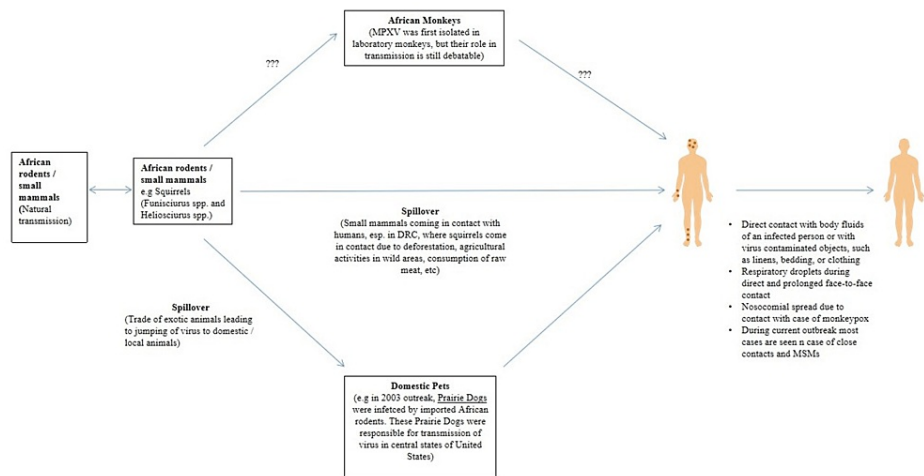 African Monkeys
(MPXV was first isolated in
laboratory monkeys, but their role in
transmission is still debatable)
???
???
African
rodents /
small
mammals
(Natural
transmission)
African rodents /
small mammals
e.g Squirrels
(Funisciurus spp. and
Heliosciurus spp.)
Spillover
(Small mammals coming in contact with
humans, esp. in DRC, where squirrels come
in contact due to deforestation, agricultural
activities in wild areas, consumption of raw
meat, etc)
• Direct contact with body fluids
of an infected person or with
virus contaminated objects, such
as linens, bedding, or clothing
• Respiratory droplets during
direct and prolonged face-to-face
contact
• Nosocomial spread due to
contact with case of monkeypox
• During current outbreak most
cases are seen n case of close
contacts and MSMs
Spillover
(Trade of exotic animals leading
to jumping of virus to domestic /
local animals)
Domestic Pets
(e.g in 2003 outbreak, Prairie Dogs
were infetced by imported African
rodents. These Prairie Dogs were
responsible for transmission of
virus in central states of United
States)